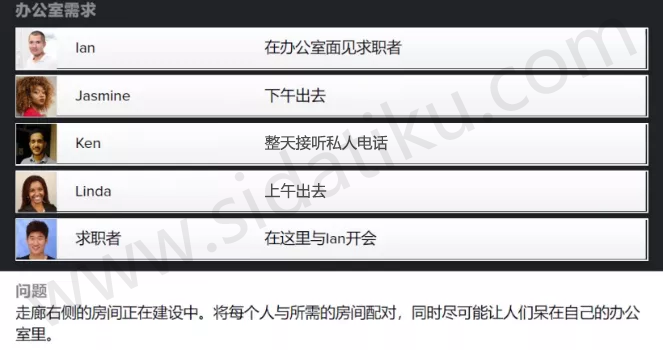 办公室需求
Ian 在办公室面见求职者
Jasmine 下午出去
Ken 整天接听私人电话
Linda 上午出去
求职者 在这里与Ian开会
问题
走廊右侧的房间正在建设中。将每个人与所需的房间配对，同时尽可能让人们呆在自己的办公
室里。
www.sidatiku.com